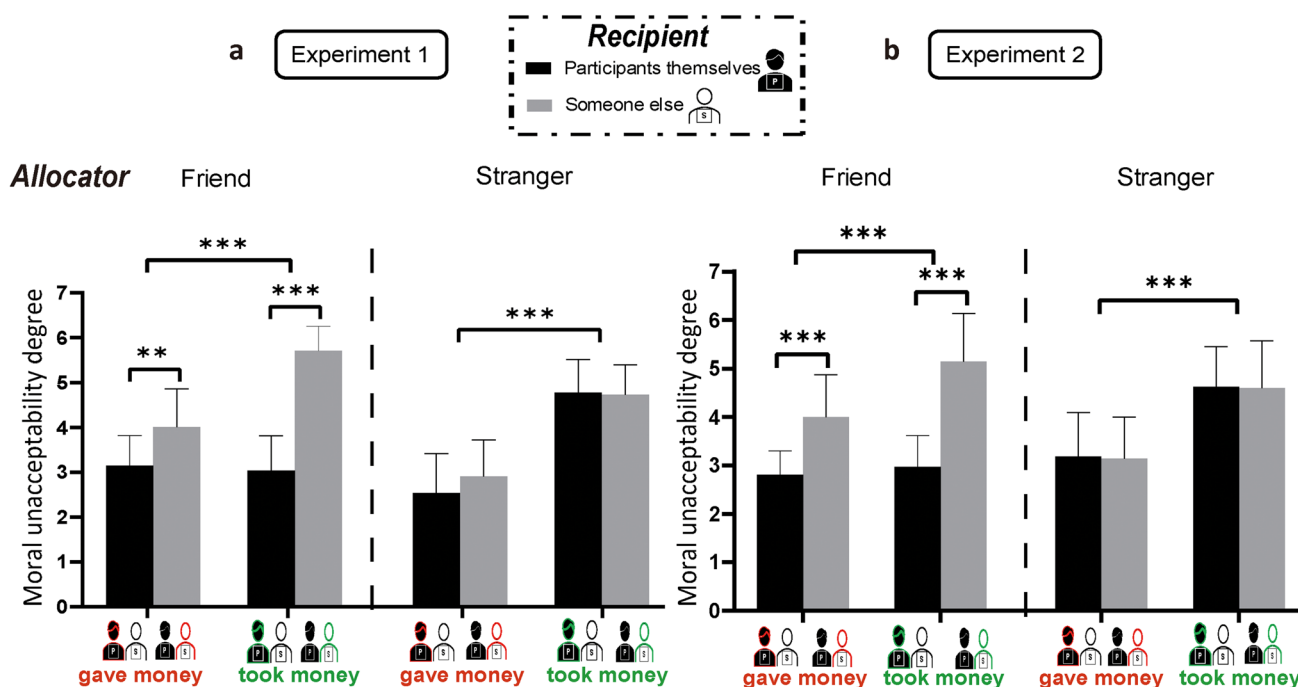 a
Experiment 1
Recipient
Participants themselves
P
Someone else
S
b
Experiment 2
Allocator
Friend
Stranger
Friend
Stranger
Moral unacceptability degree
7
6
5
4
3
2
1
0
***
**
***
***
P S P S
gave money
P S P S
took money
P S P S
gave money
P S P S
took money
Moral unacceptability degree
7
6
5
4
3
2
1
0
***
***
***
***
P S P S
gave money
P S P S
took money
P S P S
gave money
P S P S
took money